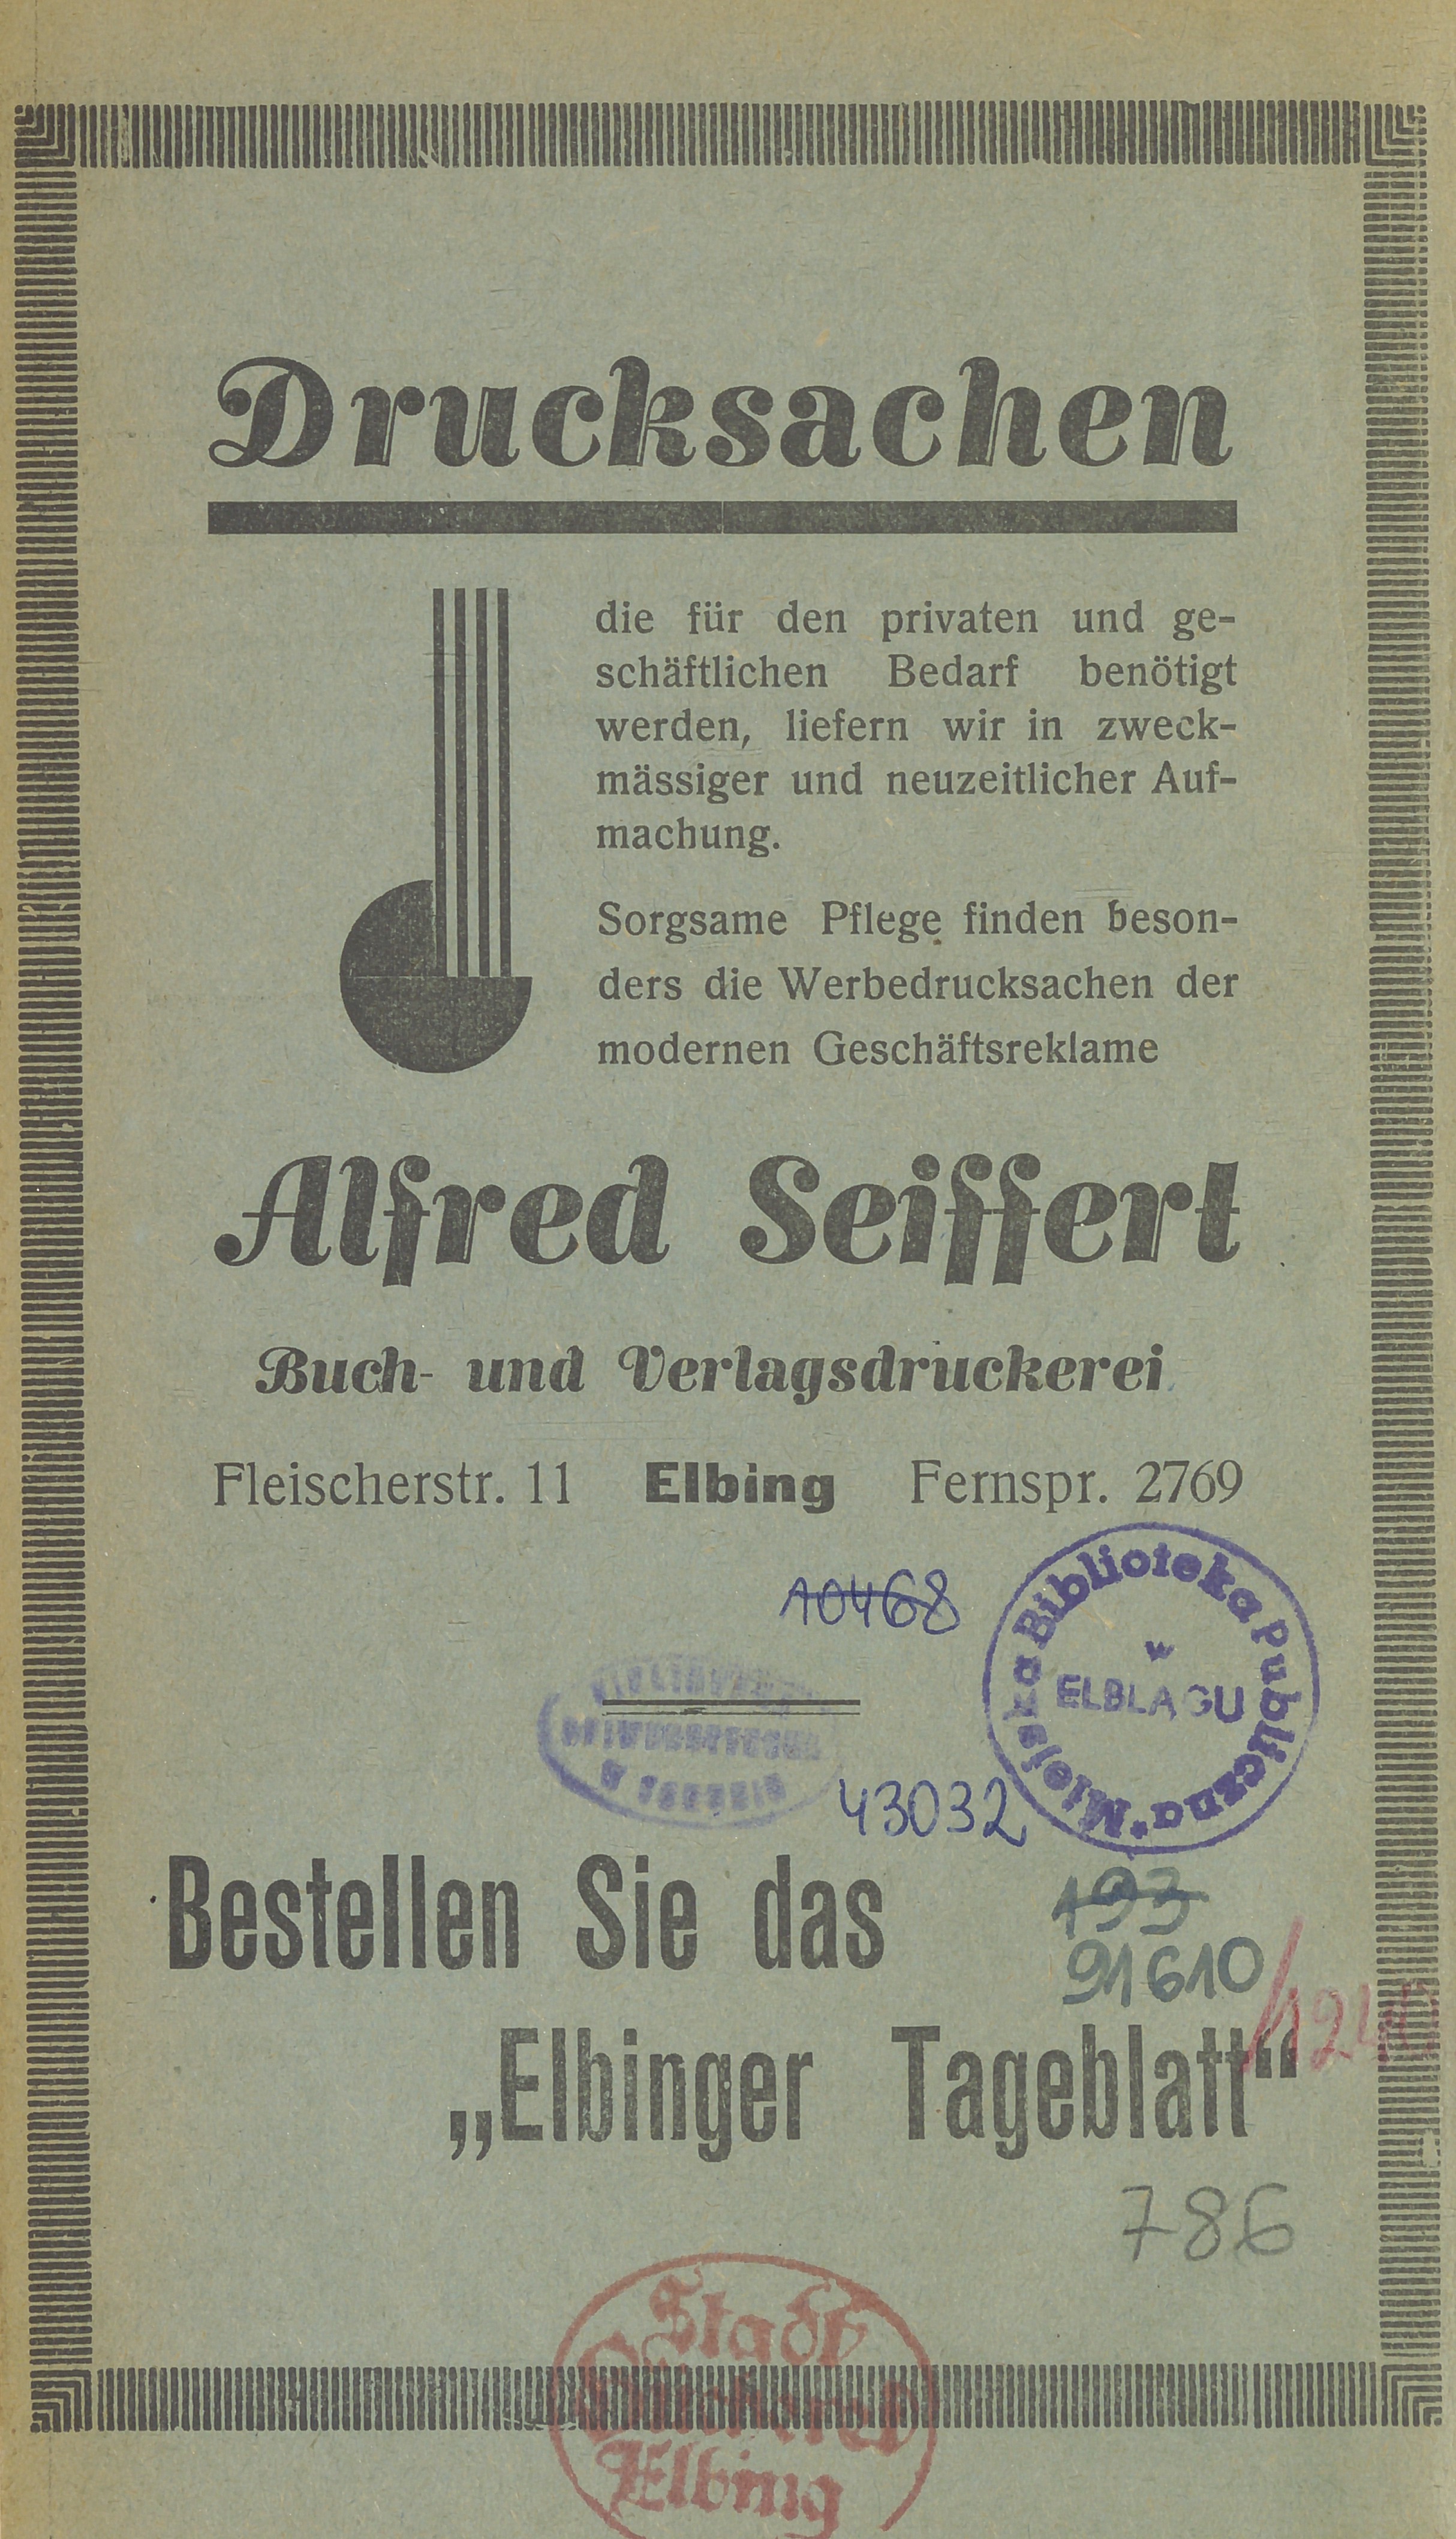 Drucksachen
die für den privaten und ge-
schäftlichen Bedarf benötigt
werden, liefern wir in zweck-
mässiger und neuzeitlicher Auf-
machung.
Sorgsame Pflege finden beson-
ders die Werbedrucksachen der
modernen Geschäftsreklame
Alfred Seiffert
Buch- und Verlagsdruckerei
Fleischerstr. 11 Elbing Fernspr. 2769
10468
Miejska Biblioteka Publiczna
w
ELBLĄGU
43032
Bestellen Sie das
193
91610
„Elbinger Tageblatt“
786
Stadt
Bücherei
Elbing